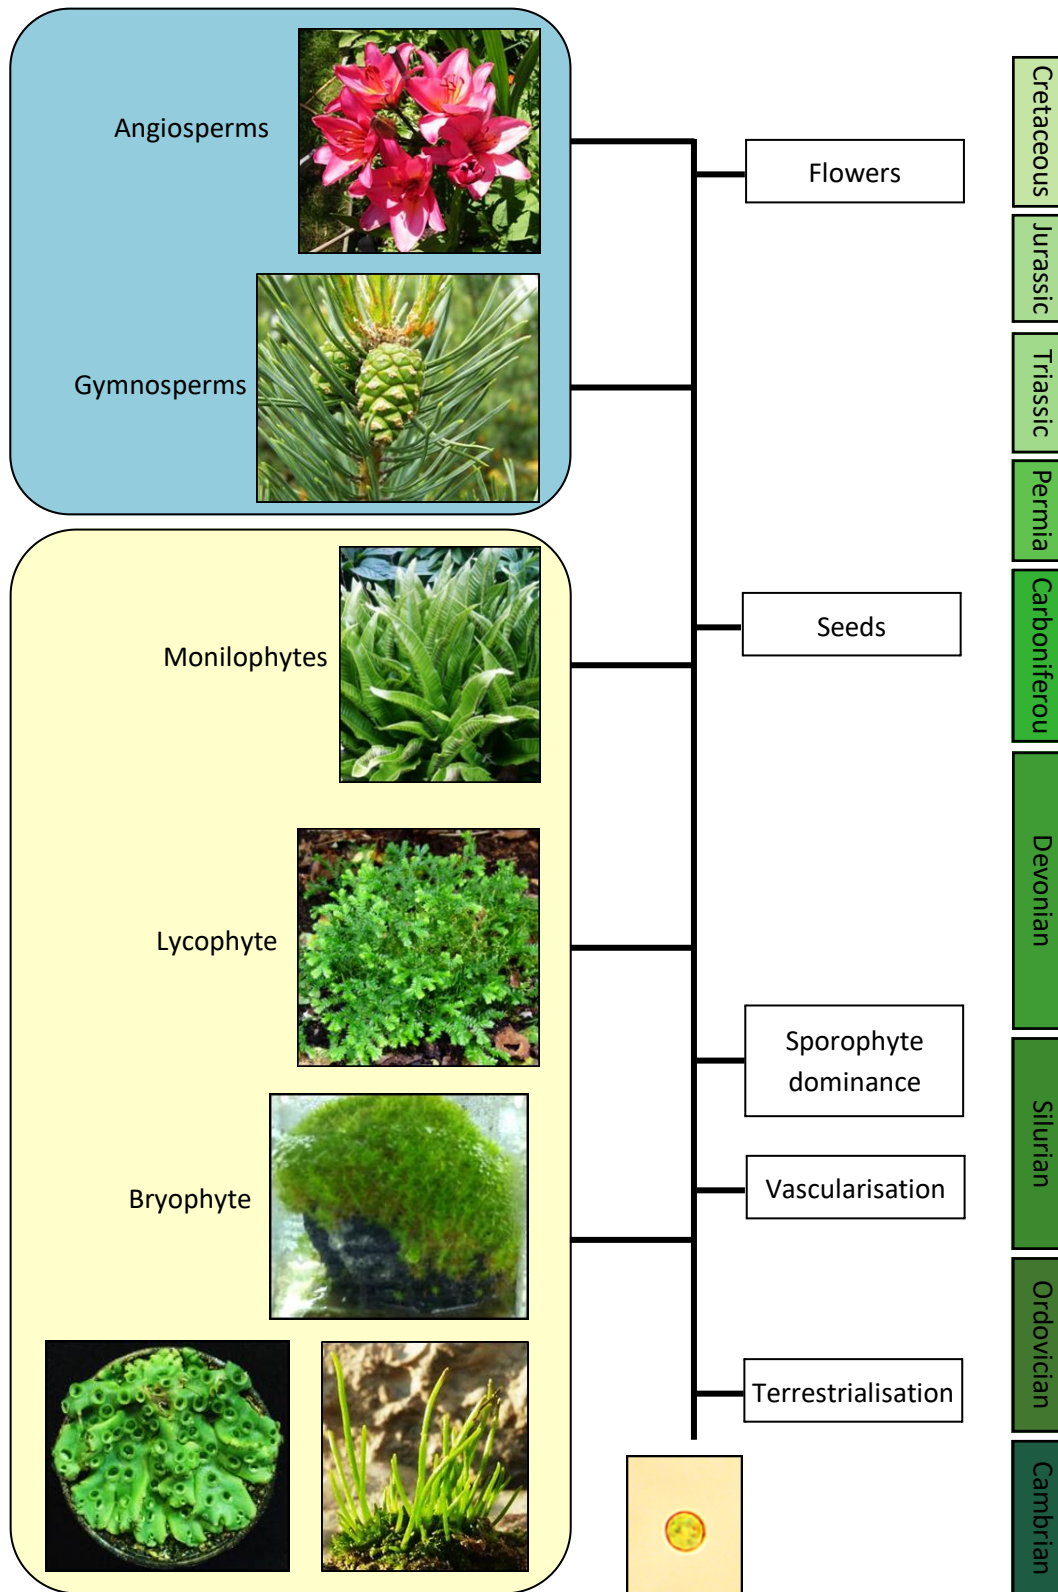 Angiosperms
Flowers
Gymnosperms
Seeds
Monilophytes
Lycophyte
Sporophyte
dominance
Vascularisation
Bryophyte
Terrestrialisation
Cretaceous
Jurassic
Triassic
Permia
Carboniferou
Devonian
Silurian
Ordovician
Cambrian